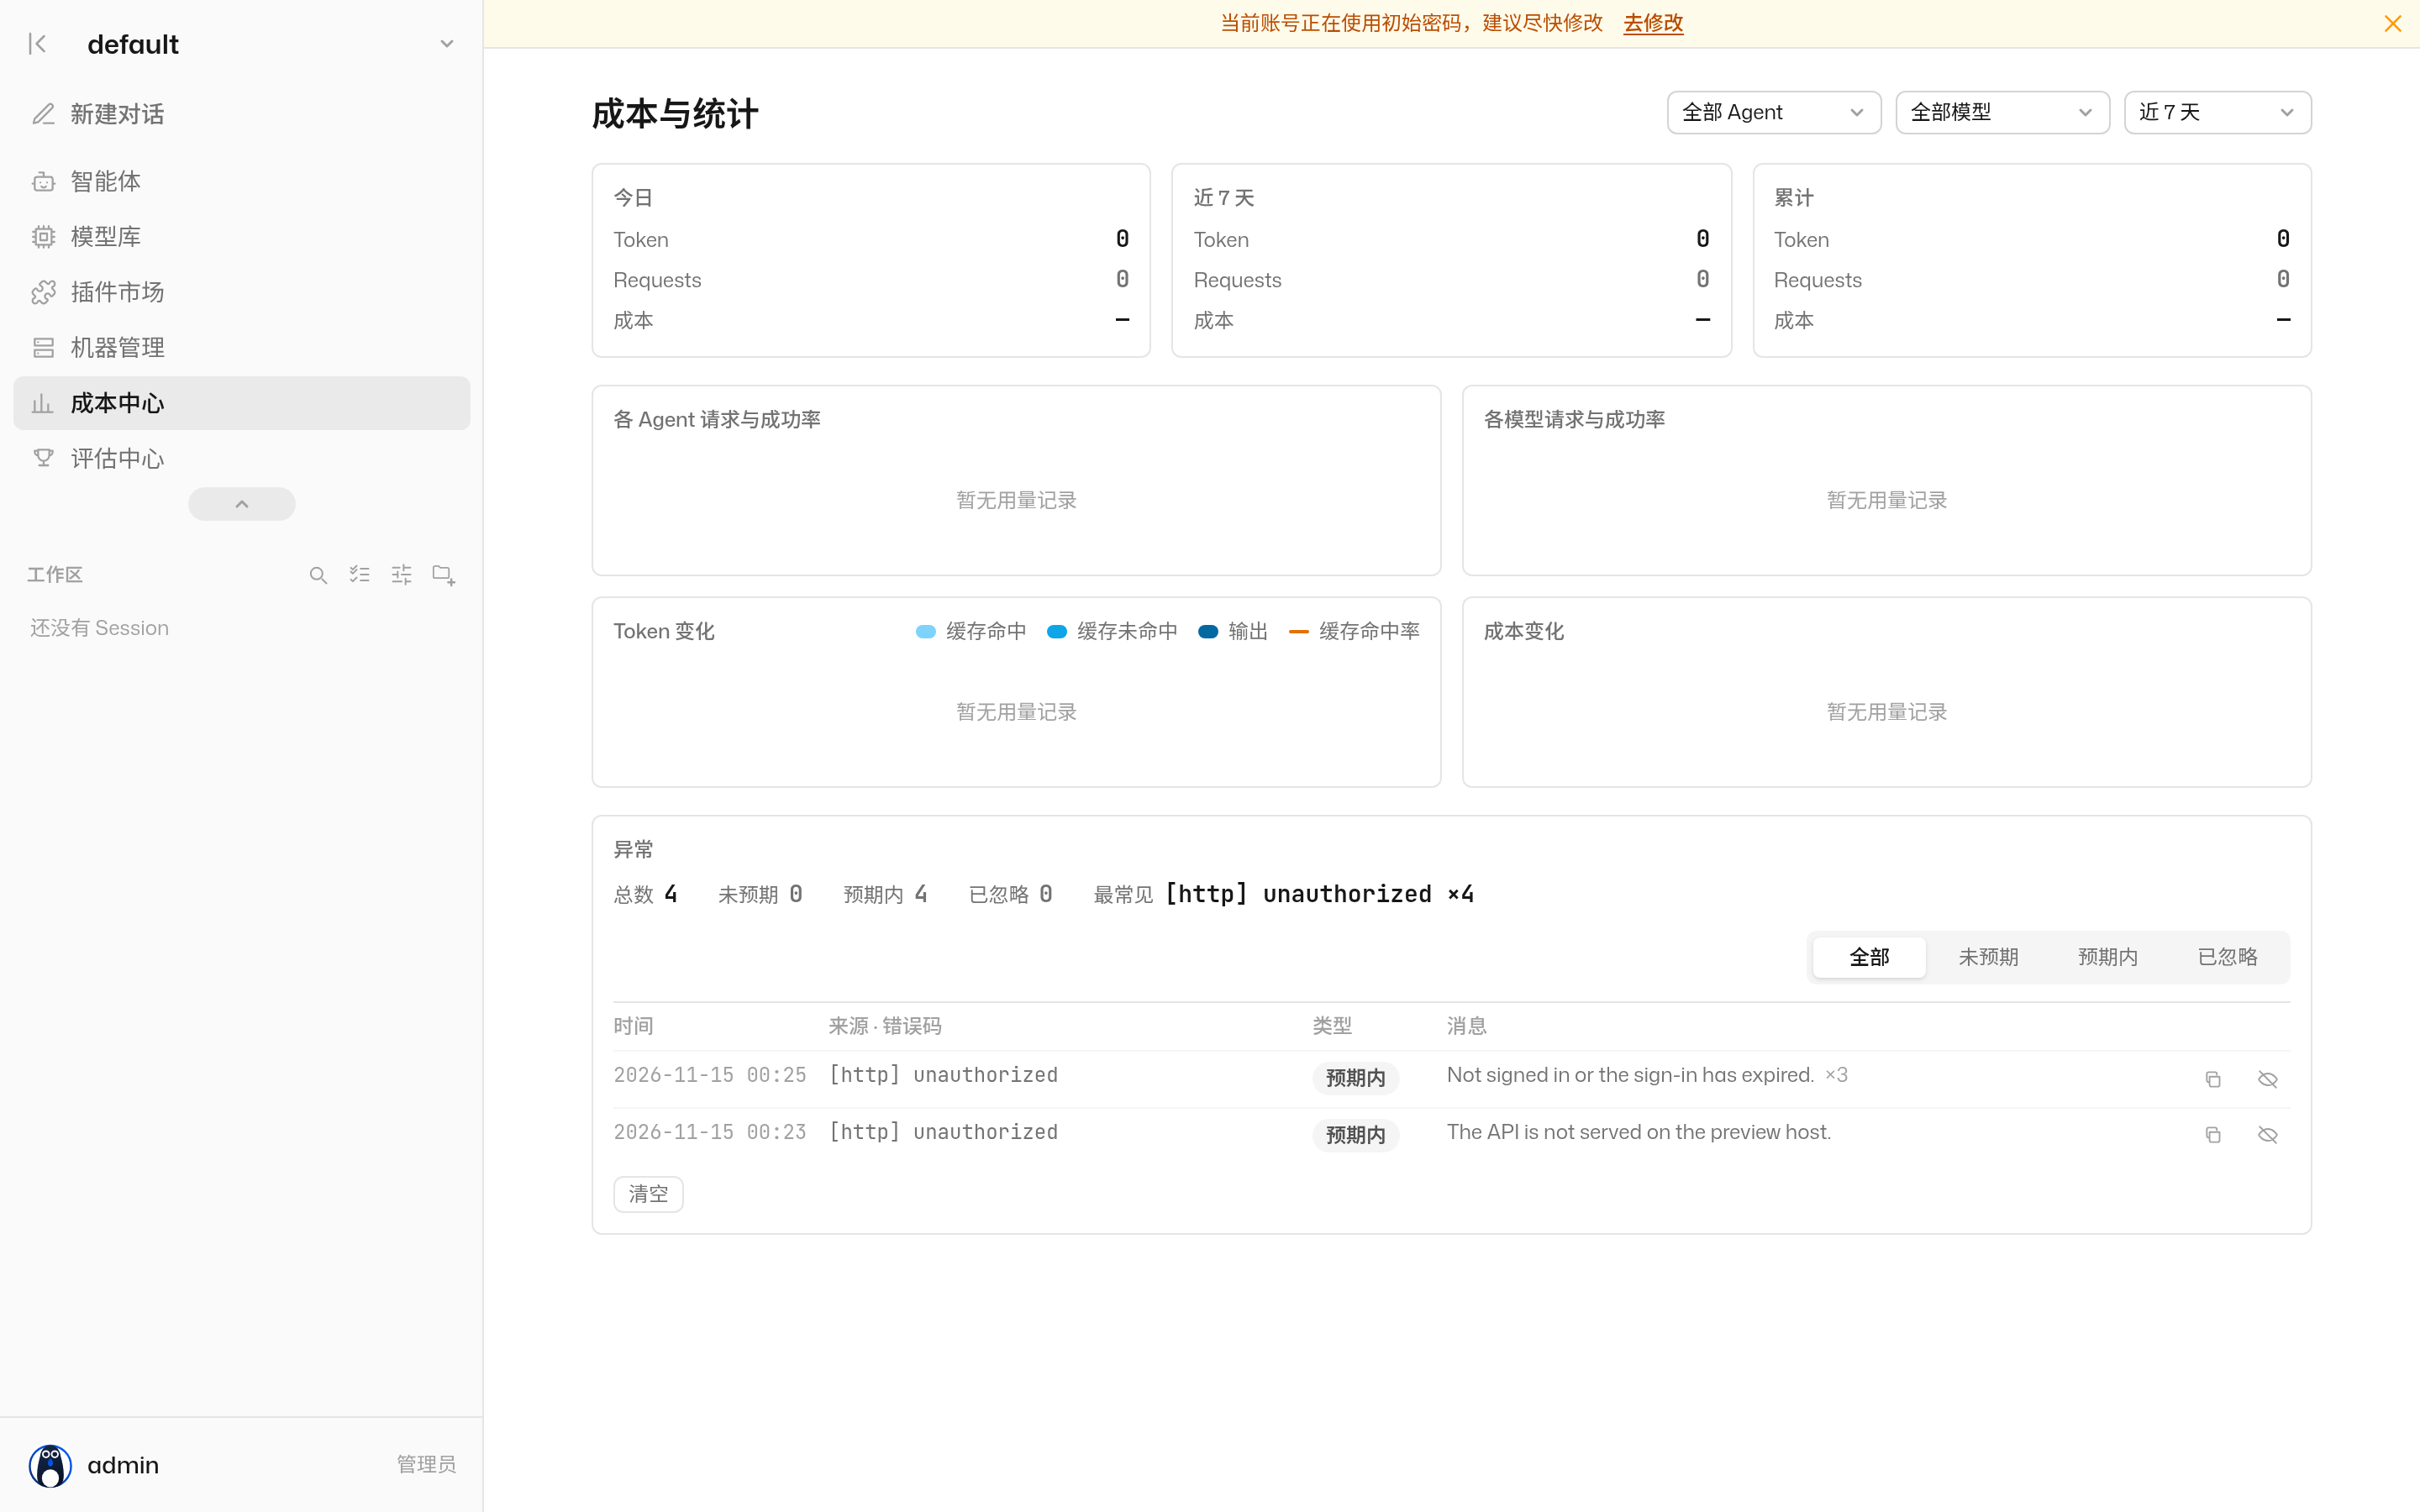 default
新建对话
智能体
模型库
插件市场
机器管理
成本中心
评估中心
工作区
还没有 Session
admin 管理员
当前账号正在使用初始密码，建议尽快修改 去修改
成本与统计 全部 Agent 全部模型 近 7 天
今日
Token 0
Requests 0
成本 –
近 7 天
Token 0
Requests 0
成本 –
累计
Token 0
Requests 0
成本 –
各 Agent 请求与成功率
暂无用量记录
各模型请求与成功率
暂无用量记录
Token 变化 缓存命中 缓存未命中 输出 缓存命中率
暂无用量记录
成本变化
暂无用量记录
异常
总数 4 未预期 0 预期内 4 已忽略 0 最常见 [http] unauthorized ×4
全部 未预期 预期内 已忽略
时间 来源 · 错误码 类型 消息
2026-11-15 00:25 [http] unauthorized 预期内 Not signed in or the sign-in has expired. ×3
2026-11-15 00:23 [http] unauthorized 预期内 The API is not served on the preview host.
清空